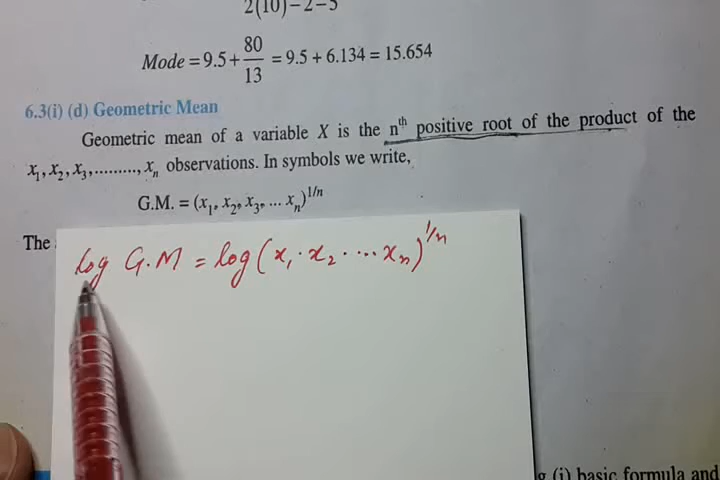 2(10)−2−5
Mode = 9.5 + 80/13 = 9.5 + 6.134 = 15.654
6.3(i) (d) Geometric Mean
Geometric mean of a variable X is the nth positive root of the product of the
x₁, x₂, x₃,........., xₙ observations. In symbols we write,
G.M. = (x₁, x₂, x₃, ... xₙ)^1/n
The
log G.M = log(x₁ · x₂ · ... xₙ)^1/n
g (i) basic formula and